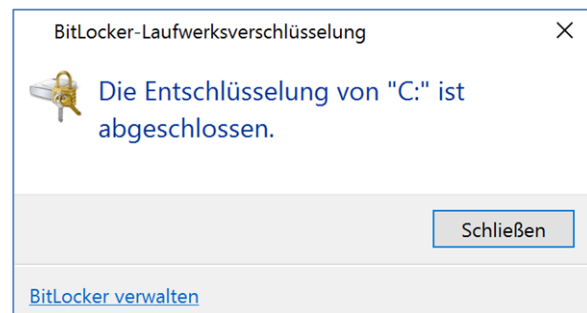 BitLocker-Laufwerksverschlüsselung
Die Entschlüsselung von "C:" ist
abgeschlossen.
Schließen
BitLocker verwalten